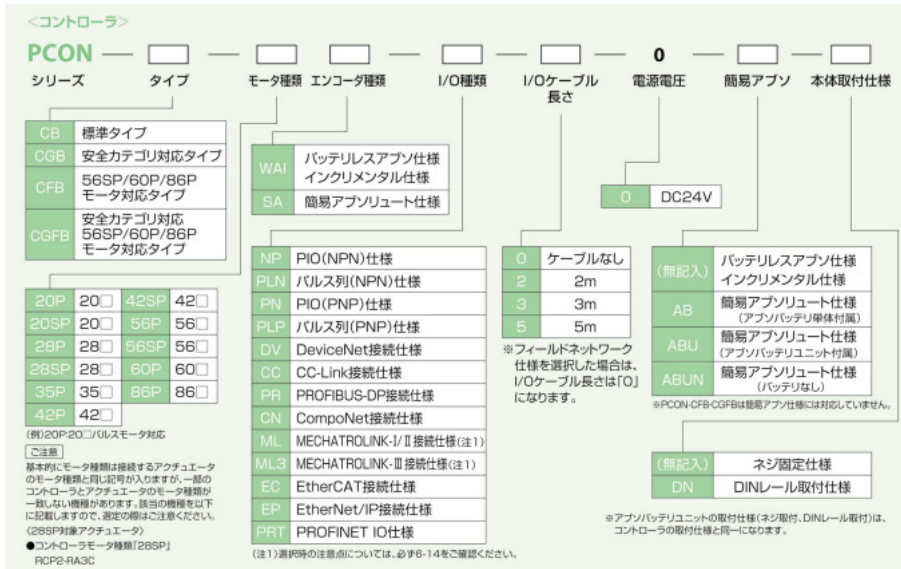 <コントローラ>
PCON ― □ ― □ □ ― □ ― □ ― 0 ― □ ― □
シリーズ タイプ モータ種類 エンコーダ種類 I/O種類 I/Oケーブル長さ 電源電圧 簡易アブソ 本体取付仕様
CB 標準タイプ
CGB 安全カテゴリ対応タイプ
CFB 56SP/60P/86P
モータ対応タイプ
CGFB 安全カテゴリ対応
56SP/60P/86P
モータ対応タイプ
20P 20□ 42SP 42□
20SP 20□ 56P 56□
28P 28□ 56SP 56□
28SP 28□ 60P 60□
35P 35□ 86P 86□
42P 42□
(例)20P:20□パルスモータ対応
ご注意
基本的にモータ種類は接続するアクチュエータ
のモータ種類と同じ記号が入りますが、一部の
コントローラとアクチュエータのモータ種類が
一致しない機種があります。該当の機種を以下
に記載しますので、選定の際はご注意ください。
〈28SP対象アクチュエータ〉
●コントローラモータ種類「28SP」
RCP2-RA3C
WAI バッテリレスアブソ仕様
インクリメンタル仕様
SA 簡易アブソリュート仕様
NP PIO(NPN)仕様
PLN パルス列(NPN)仕様
PN PIO(PNP)仕様
PLP パルス列(PNP)仕様
DV DeviceNet接続仕様
CC CC-Link接続仕様
PR PROFIBUS-DP接続仕様
CN CompoNet接続仕様
ML MECHATROLINK-Ⅰ/Ⅱ接続仕様(注1)
ML3 MECHATROLINK-Ⅲ接続仕様(注1)
EC EtherCAT接続仕様
EP EtherNet/IP接続仕様
PRT PROFINET IO仕様
(注1)選択時の注意点については、必ず6-14をご確認ください。
0 ケーブルなし
2 2m
3 3m
5 5m
※フィールドネットワーク
仕様を選択した場合は、
I/Oケーブル長さは「0」
になります。
0 DC24V
(無記入) バッテリレスアブソ仕様
インクリメンタル仕様
AB 簡易アブソリュート仕様
(アブソバッテリ単体付属)
ABU 簡易アブソリュート仕様
(アブソバッテリユニット付属)
ABUN 簡易アブソリュート仕様
(バッテリなし)
※PCON-CFB・CGFBは簡易アブソ仕様には対応していません。
(無記入) ネジ固定仕様
DN DINレール取付仕様
※アブソバッテリユニットの取付仕様(ネジ取付、DINレール取付)は、
コントローラの取付仕様と同一になります。